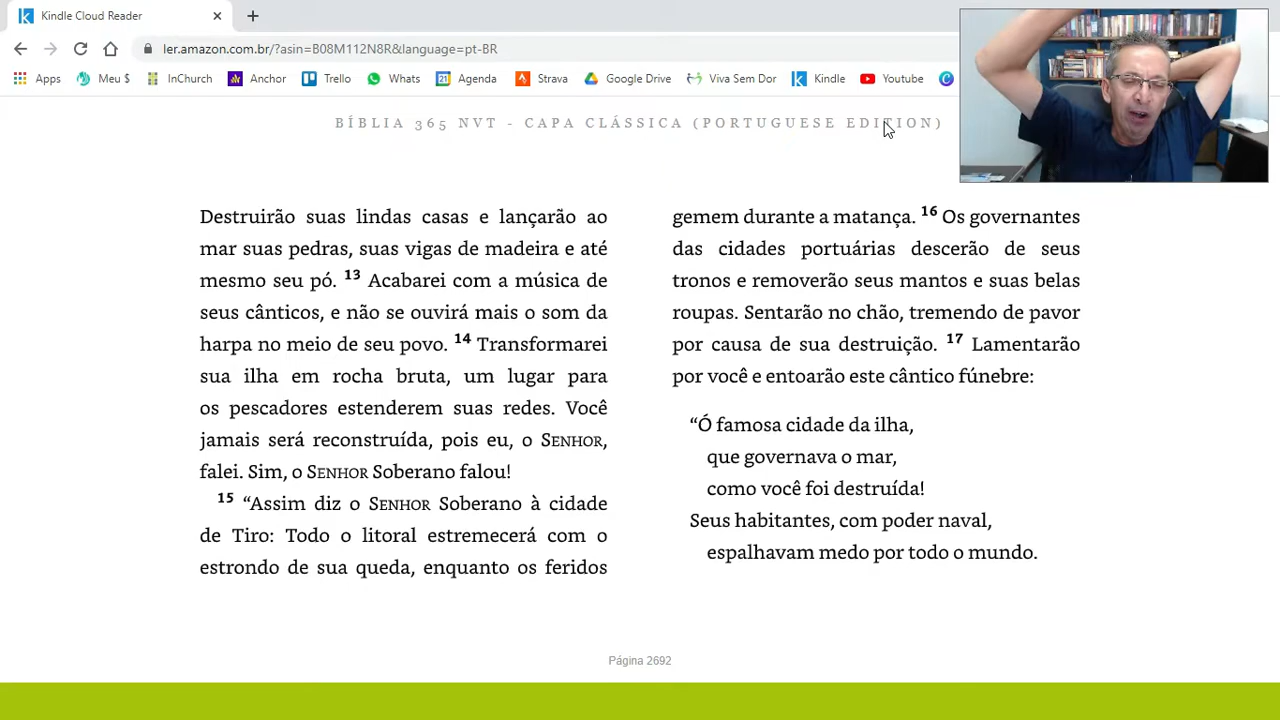 Kindle Cloud Reader
ler.amazon.com.br/?asin=B08M112N8R&language=pt-BR
Apps Meu $ InChurch Anchor Trello Whats Agenda Strava Google Drive Viva Sem Dor Kindle Youtube
BÍBLIA 365 NVT - CAPA CLÁSSICA (PORTUGUESE EDITION)
Destruirão suas lindas casas e lançarão ao
mar suas pedras, suas vigas de madeira e até
mesmo seu pó. 13 Acabarei com a música de
seus cânticos, e não se ouvirá mais o som da
harpa no meio de seu povo. 14 Transformarei
sua ilha em rocha bruta, um lugar para
os pescadores estenderem suas redes. Você
jamais será reconstruída, pois eu, o SENHOR,
falei. Sim, o SENHOR Soberano falou!
15 “Assim diz o SENHOR Soberano à cidade
de Tiro: Todo o litoral estremecerá com o
estrondo de sua queda, enquanto os feridos
gemem durante a matança. 16 Os governantes
das cidades portuárias descerão de seus
tronos e removerão seus mantos e suas belas
roupas. Sentarão no chão, tremendo de pavor
por causa de sua destruição. 17 Lamentarão
por você e entoarão este cântico fúnebre:
“Ó famosa cidade da ilha,
que governava o mar,
como você foi destruída!
Seus habitantes, com poder naval,
espalhavam medo por todo o mundo.
Página 2692